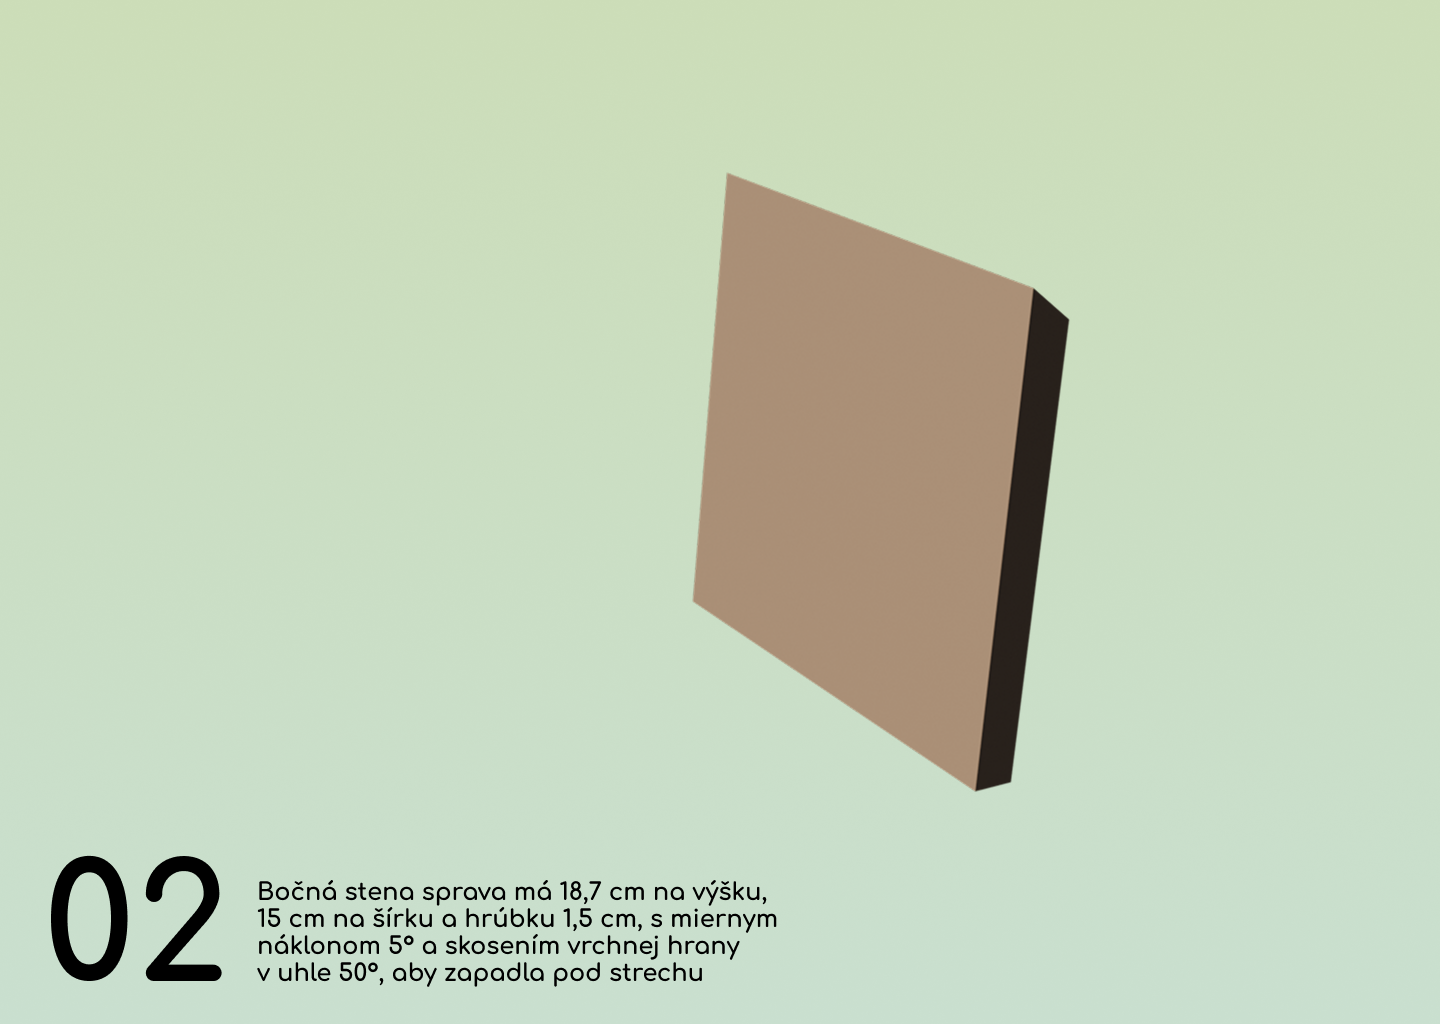 02
Bočná stena sprava má 18,7 cm na výšku,
15 cm na šírku a hrúbku 1,5 cm, s miernym
náklonom 5° a skosením vrchnej hrany
v uhle 50°, aby zapadla pod strechu